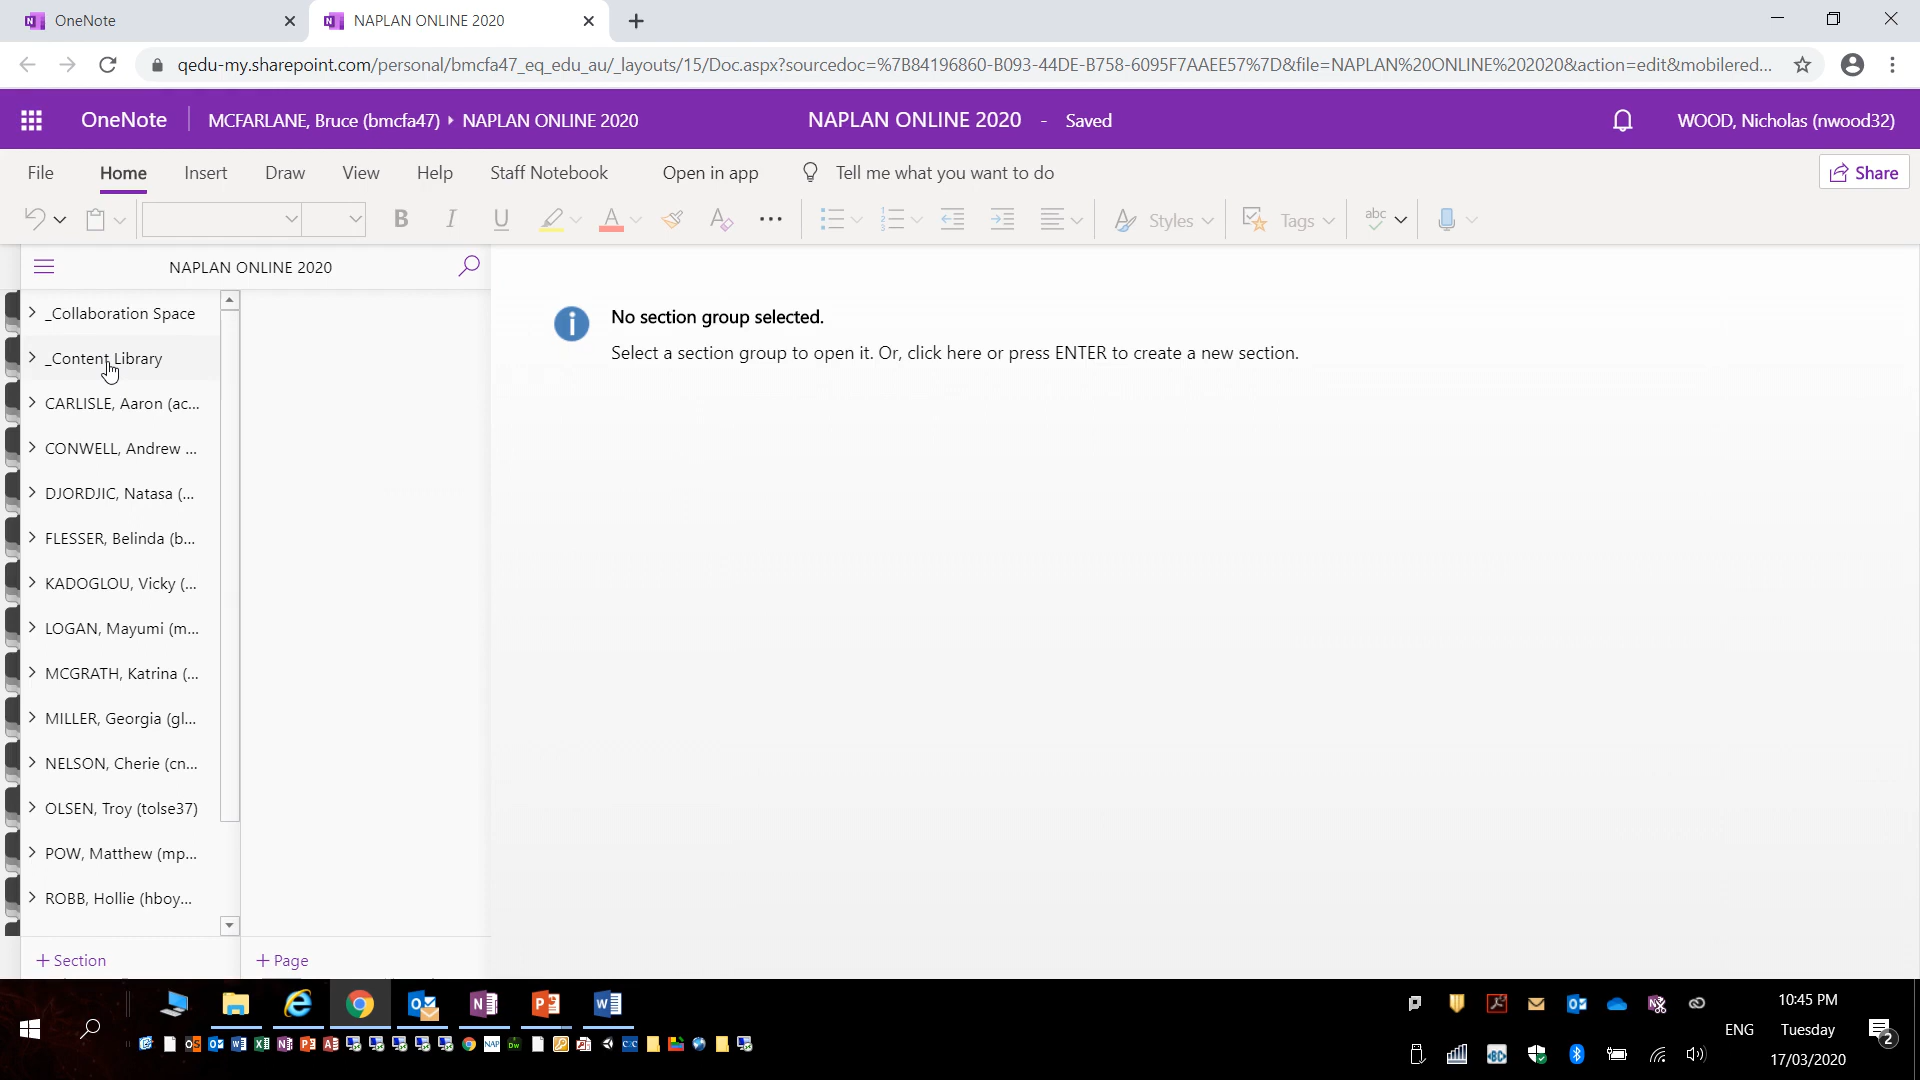 OneNote
NAPLAN ONLINE 2020
qedu-my.sharepoint.com/personal/bmcfa47_eq_edu_au/_layouts/15/Doc.aspx?sourcedoc=%7B84196860-B093-44DE-B758-6095F7AAEE57%7D&file=NAPLAN%20ONLINE%202020&action=edit&mobilered...
OneNote
MCFARLANE, Bruce (bmcfa47) › NAPLAN ONLINE 2020
NAPLAN ONLINE 2020 - Saved
WOOD, Nicholas (nwood32)
File
Home
Insert
Draw
View
Help
Staff Notebook
Open in app
Tell me what you want to do
Share
B
I
U
A
A
Styles
Tags
abc
NAPLAN ONLINE 2020
_Collaboration Space
_Content Library
CARLISLE, Aaron (ac...
CONWELL, Andrew ...
DJORDJIC, Natasa (...
FLESSER, Belinda (b...
KADOGLOU, Vicky (...
LOGAN, Mayumi (m...
MCGRATH, Katrina (...
MILLER, Georgia (gl...
NELSON, Cherie (cn...
OLSEN, Troy (tolse37)
POW, Matthew (mp...
ROBB, Hollie (hboy...
+ Section
+ Page
No section group selected.
Select a section group to open it. Or, click here or press ENTER to create a new section.
10:45 PM
ENG
Tuesday
17/03/2020
2